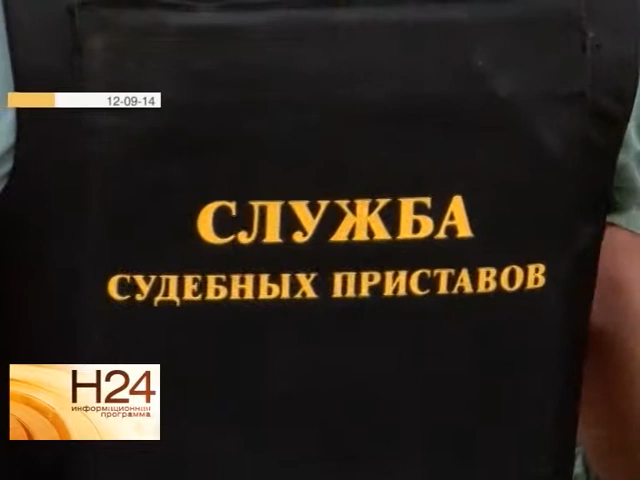 12-09-14
СЛУЖБА
СУДЕБНЫХ ПРИСТАВОВ
Н24
информационная
программа